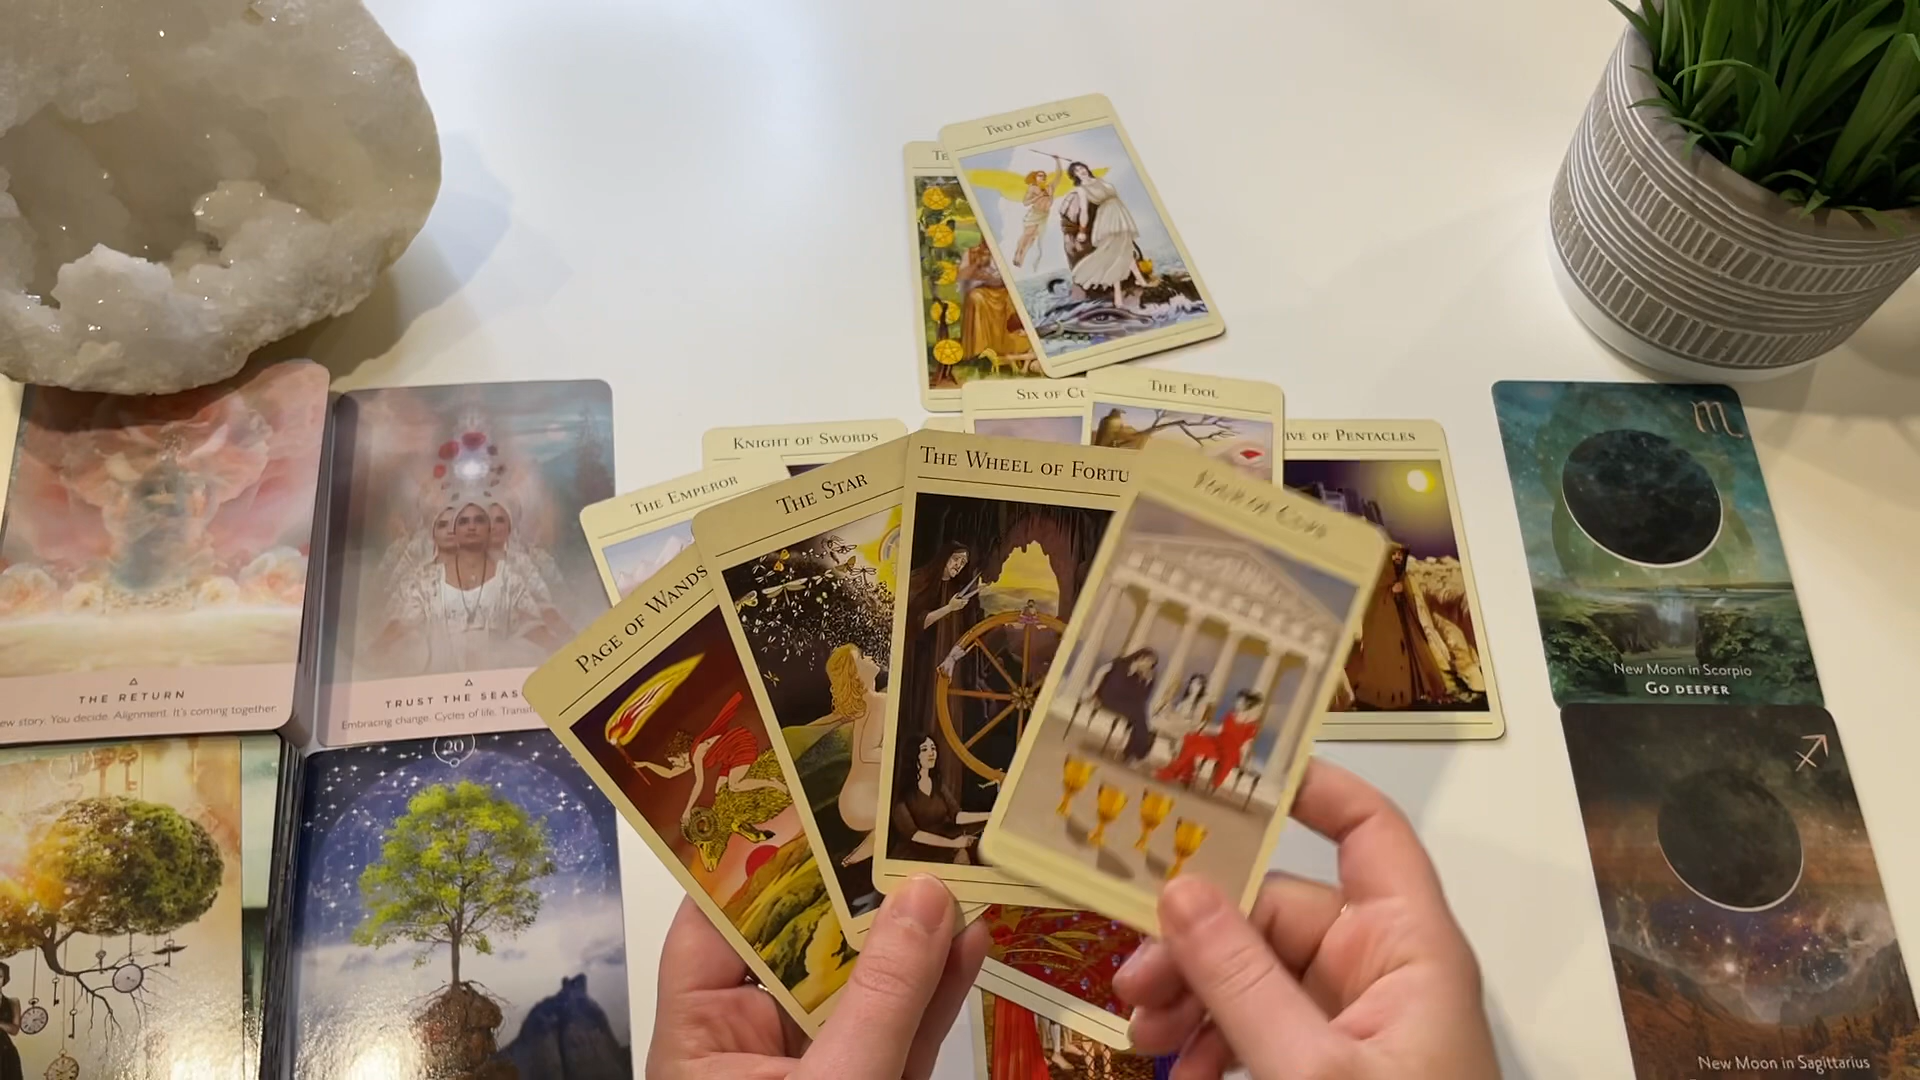 TWO OF CUPS
TE
SIX OF CU
THE FOOL
KNIGHT OF SWORDS
IVE OF PENTACLES
THE EMPEROR
THE STAR
THE WHEEL OF FORTU
PAGE OF WANDS
THE RETURN
ew story. You decide. Alignment. It's coming together.
TRUST THE SEAS
Embracing change. Cycles of life. Transit
20
New Moon in Scorpio
GO DEEPER
New Moon in Sagittarius